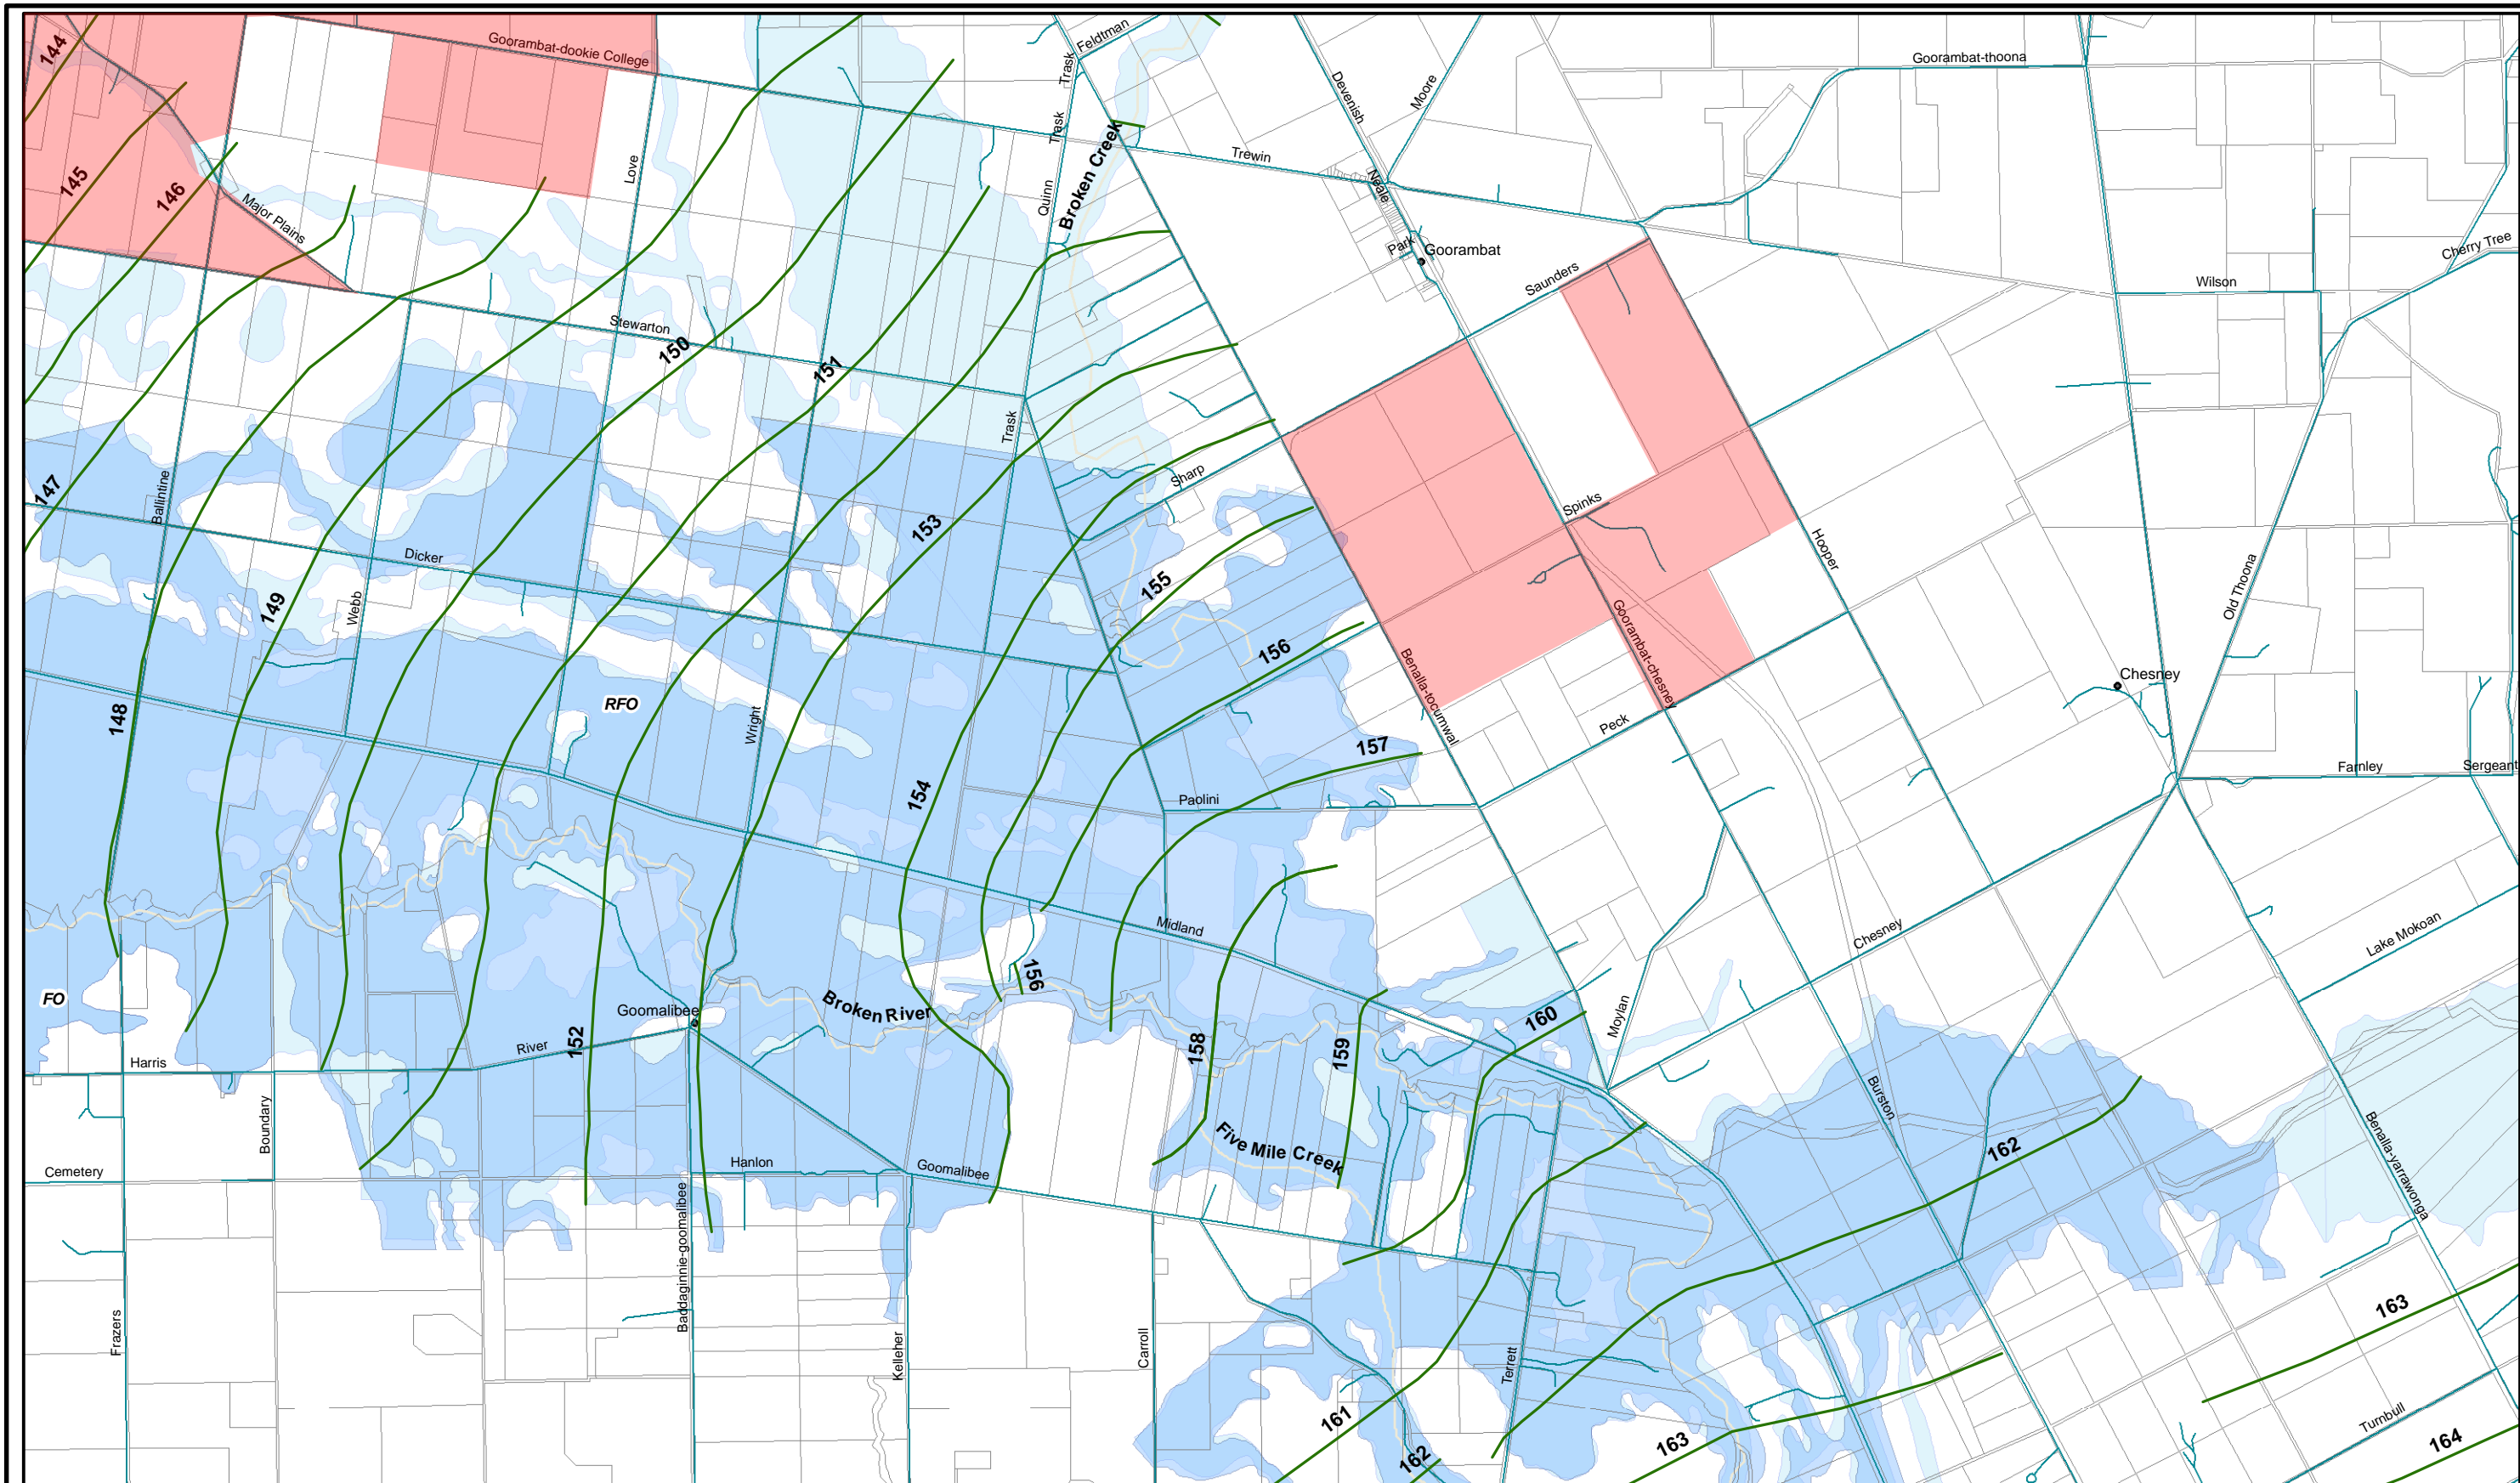 144
Goorambat-dookie College
Feldtman
Trask
Devenish
Moore
Goorambat-thoona
145
146
Major Plains
Love
Trask
Quinn
Broken Creek
Trewin
Neale
Park
Goorambat
Saunders
Wilson
Cherry Tree
Stewarton
150
151
Trask
Sharp
147
Ballintine
Dicker
149
Webb
153
155
Spinks
Hooper
Old Thoona
148
RFO
Wright
156
Benalla-tocumwal
Goorambat-chesney
Peck
Chesney
157
154
Paolini
Farnley
Sergeant
Midland
Chesney
Lake Mokoan
FO
Goomalibee
Broken River
156
152
River
Harris
158
159
160
Moylan
Burston
Boundary
Five Mile Creek
162
Benalla-yarrawonga
Cemetery
Hanlon
Goomalibee
Baddaginnie-goomalibee
Frazers
Kelleher
Carroll
Terrett
163
161
162
163
Turnbull
164